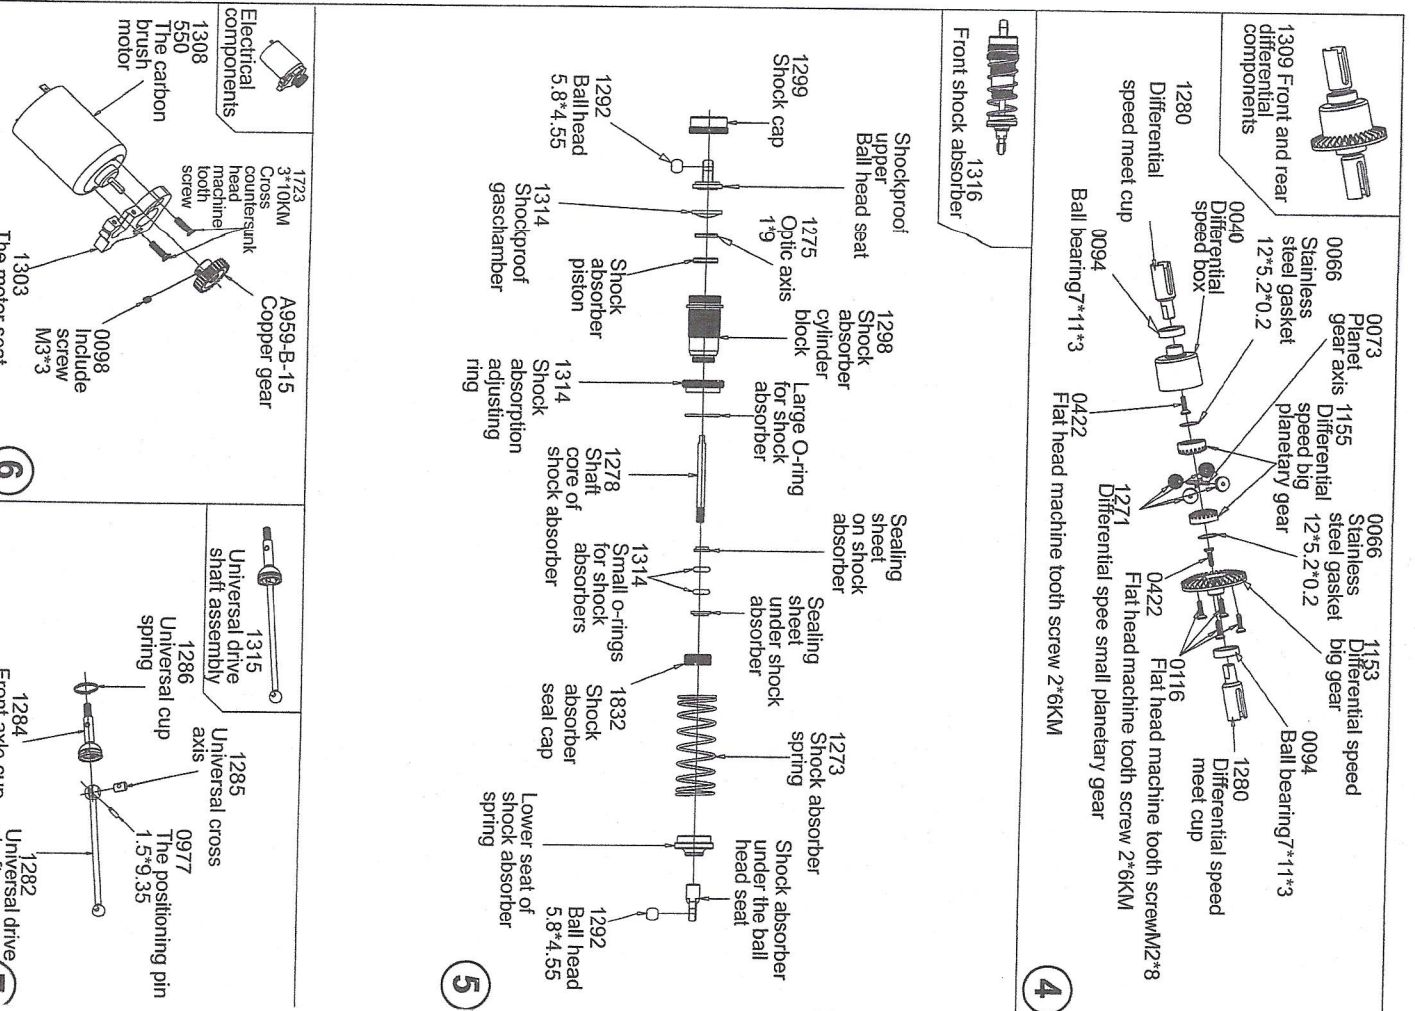 1309 Front and rear
differential
components
1280
Differential
speed meet cup
0094
Ball bearing7*11*3
0040
Differential
speed box
0066
Stainless
steel gasket
12*5.2*0.2
0073
Planet
gear axis
1155
Differential
speed big
planetary gear
0066
Stainless
steel gasket
12*5.2*0.2
1153
Differential speed
big gear
0094
Ball bearing7*11*3
1280
Differential speed
meet cup
0116
Flat head machine tooth screwM2*8
0422
Flat head machine tooth screw 2*6KM
1271
Differential spee small planetary gear
0422
Flat head machine tooth screw 2*6KM
4
1316
Front shock absorber
1299
Shock cap
1292
Ball head
5.8*4.55
Shockproof
upper
Ball head seat
1314
Shockproof
gaschamber
1275
Optic axis
1*9
Shock
absorber
piston
1298
Shock
absorber
cylinder
block
1314
Shock
absorption
adjusting
ring
Large O-ring
for shock
absorber
1278
Shaft
core of
shock absorber
Sealing
sheet
on shock
absorber
1314
Small o-rings
for shock
absorbers
Sealing
sheet
under shock
absorber
1832
Shock
absorber
seal cap
1273
Shock absorber
spring
Lower seat of
shock absorber
spring
Shock absorber
under the ball
head seat
1292
Ball head
5.8*4.55
5
Electrical
components
1308
550
The carbon
brush
motor
1723
3*10KM
Cross
countersunk
head
machine
tooth
screw
A959-B-15
Copper gear
0098
Include
screw
M3*3
1303
The motor seat
6
1315
Universal drive
shaft assembly
1286
Universal cup
spring
1285
Universal cross
axis
0977
The positioning pin
1.5*9.35
1284
Front axle cup
1282
Universal drive
7